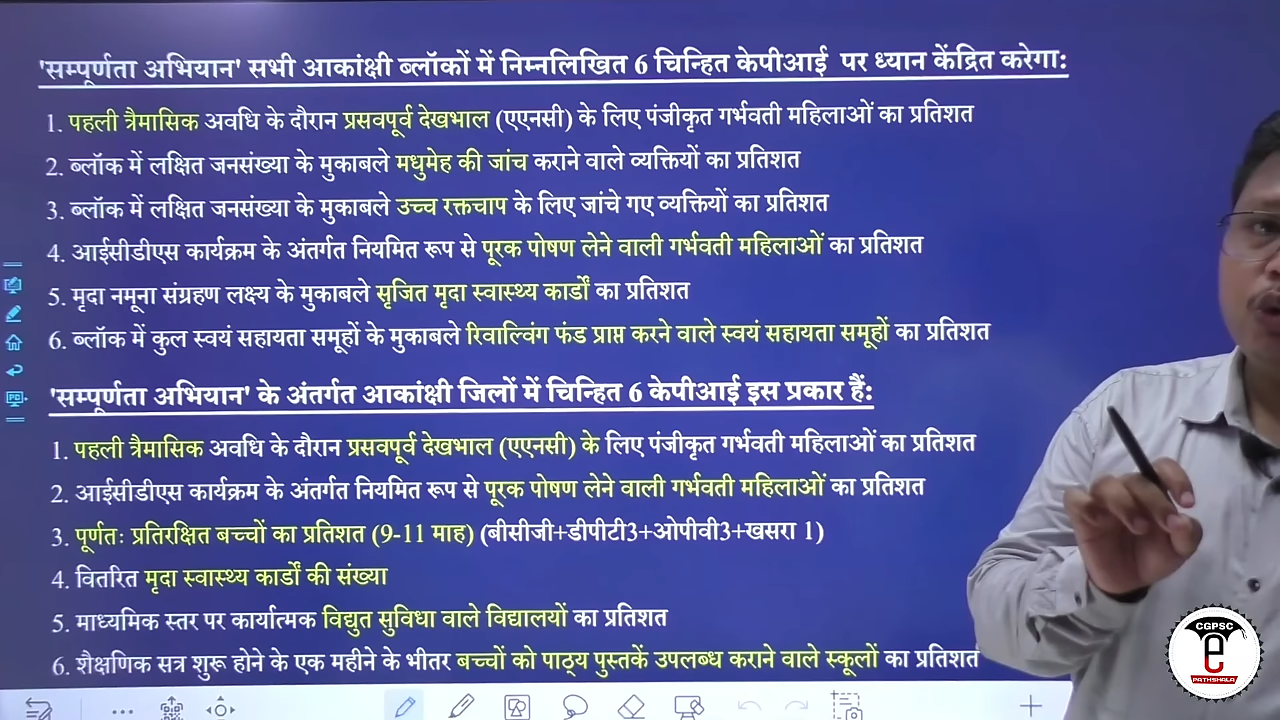 'सम्पूर्णता अभियान' सभी आकांक्षी ब्लॉकों में निम्नलिखित 6 चिन्हित केपीआई पर ध्यान केंद्रित करेगा:
1. पहली त्रैमासिक अवधि के दौरान प्रसवपूर्व देखभाल (एएनसी) के लिए पंजीकृत गर्भवती महिलाओं का प्रतिशत
2. ब्लॉक में लक्षित जनसंख्या के मुकाबले मधुमेह की जांच कराने वाले व्यक्तियों का प्रतिशत
3. ब्लॉक में लक्षित जनसंख्या के मुकाबले उच्च रक्तचाप के लिए जांचे गए व्यक्तियों का प्रतिशत
4. आईसीडीएस कार्यक्रम के अंतर्गत नियमित रूप से पूरक पोषण लेने वाली गर्भवती महिलाओं का प्रतिशत
5. मृदा नमूना संग्रहण लक्ष्य के मुकाबले सृजित मृदा स्वास्थ्य कार्डों का प्रतिशत
6. ब्लॉक में कुल स्वयं सहायता समूहों के मुकाबले रिवाल्विंग फंड प्राप्त करने वाले स्वयं सहायता समूहों का प्रतिशत
'सम्पूर्णता अभियान' के अंतर्गत आकांक्षी जिलों में चिन्हित 6 केपीआई इस प्रकार हैं:
1. पहली त्रैमासिक अवधि के दौरान प्रसवपूर्व देखभाल (एएनसी) के लिए पंजीकृत गर्भवती महिलाओं का प्रतिशत
2. आईसीडीएस कार्यक्रम के अंतर्गत नियमित रूप से पूरक पोषण लेने वाली गर्भवती महिलाओं का प्रतिशत
3. पूर्णतः प्रतिरक्षित बच्चों का प्रतिशत (9-11 माह) (बीसीजी+डीपीटी3+ओपीवी3+खसरा 1)
4. वितरित मृदा स्वास्थ्य कार्डों की संख्या
5. माध्यमिक स्तर पर कार्यात्मक विद्युत सुविधा वाले विद्यालयों का प्रतिशत
6. शैक्षणिक सत्र शुरू होने के एक महीने के भीतर बच्चों को पाठ्य पुस्तकें उपलब्ध कराने वाले स्कूलों का प्रतिशत
CGPSC
e
PATHSHALA